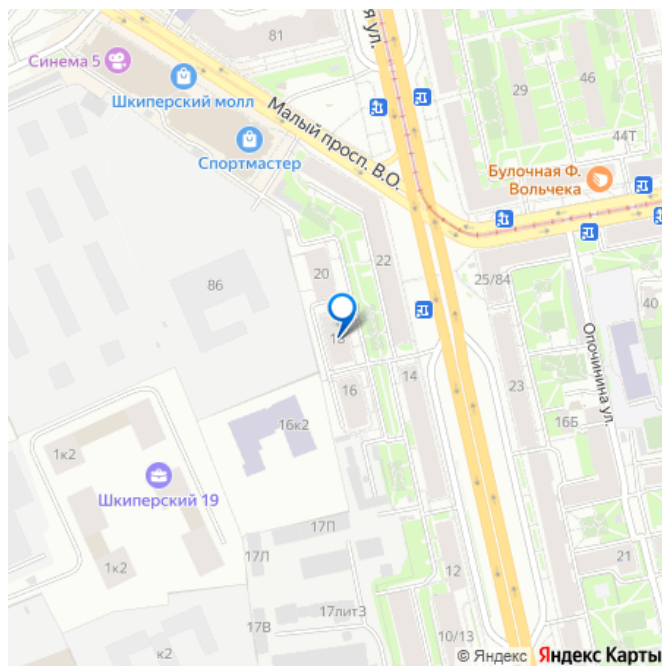 81
я ул.
Синема 5
46
29
Шкиперский молл
Малый просп. В.О.
44Т
Спортмастер
Булочная Ф.
Вольчека
20
22
86
25/84
40
18
Опочинина ул.
16
14
23
16к2
16Б
1к2
Шкиперский 19
17П
17Л
1к2
21
12
17лит3
17В
10/13
к2
© Яндекс Яндекс Карты